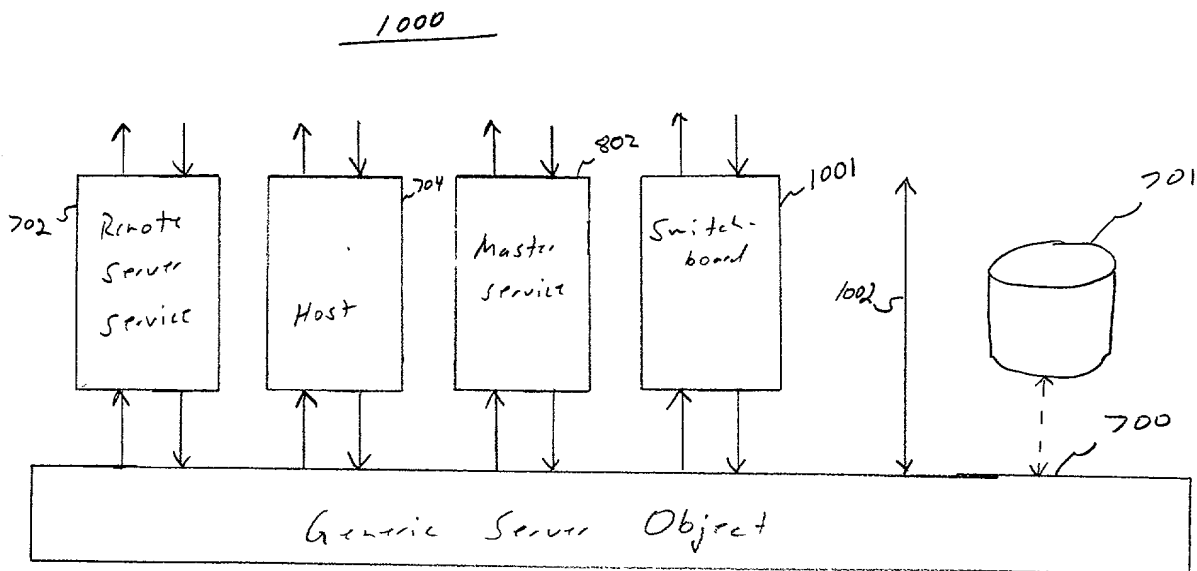 1000
802
704
1001
701
702
Remote
Server
Service
Host
Master
Service
Switch-
board
1002
700
Generic Server Object